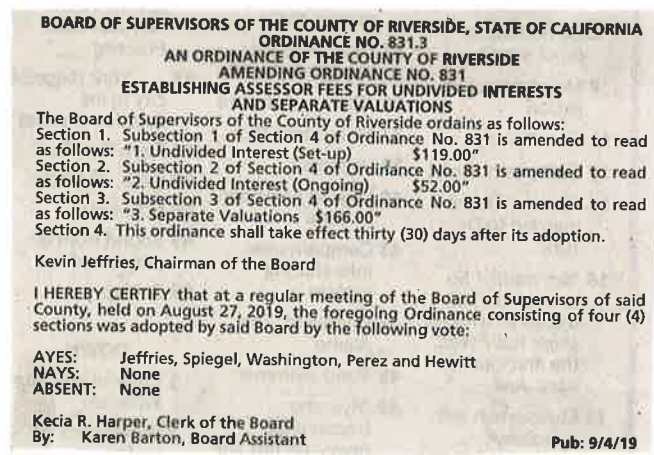 BOARD OF SUPERVISORS OF THE COUNTY OF RIVERSIDE, STATE OF CALIFORNIA
ORDINANCE NO. 831.3
AN ORDINANCE OF THE COUNTY OF RIVERSIDE
AMENDING ORDINANCE NO. 831
ESTABLISHING ASSESSOR FEES FOR UNDIVIDED INTERESTS
AND SEPARATE VALUATIONS
The Board of Supervisors of the County of Riverside ordains as follows:
Section 1. Subsection 1 of Section 4 of Ordinance No. 831 is amended to read
as follows: "1. Undivided Interest (Set-up) $119.00"
Section 2. Subsection 2 of Section 4 of Ordinance No. 831 is amended to read
as follows: "2. Undivided Interest (Ongoing) $52.00"
Section 3. Subsection 3 of Section 4 of Ordinance No. 831 is amended to read
as follows: "3. Separate Valuations $166.00"
Section 4. This ordinance shall take effect thirty (30) days after its adoption.
Kevin Jeffries, Chairman of the Board
I HEREBY CERTIFY that at a regular meeting of the Board of Supervisors of said
County, held on August 27, 2019, the foregoing Ordinance consisting of four (4)
sections was adopted by said Board by the following vote:
AYES: Jeffries, Spiegel, Washington, Perez and Hewitt
NAYS: None
ABSENT: None
Kecia R. Harper, Clerk of the Board
By: Karen Barton, Board Assistant
Pub: 9/4/19